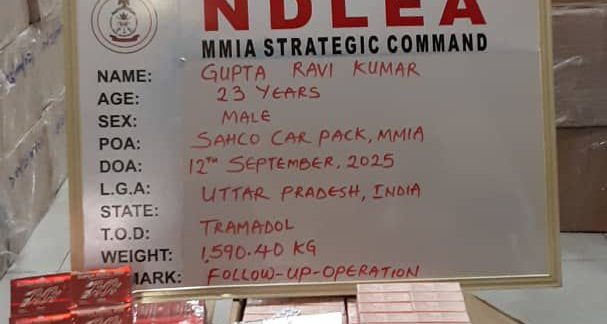 NDLEA
MMIA STRATEGIC COMMAND
NAME: GUPTA RAVI KUMAR
AGE: 23 YEARS
SEX: MALE
POA: SAHCO CAR PACK, MMIA
DOA: 12TH SEPTEMBER, 2025
L.G.A: UTTAR PRADESH, INDIA
STATE:
T.O.D: TRAMADOL
WEIGHT: 1,590.40 KG
MARK: FOLLOW-UP-OPERATION